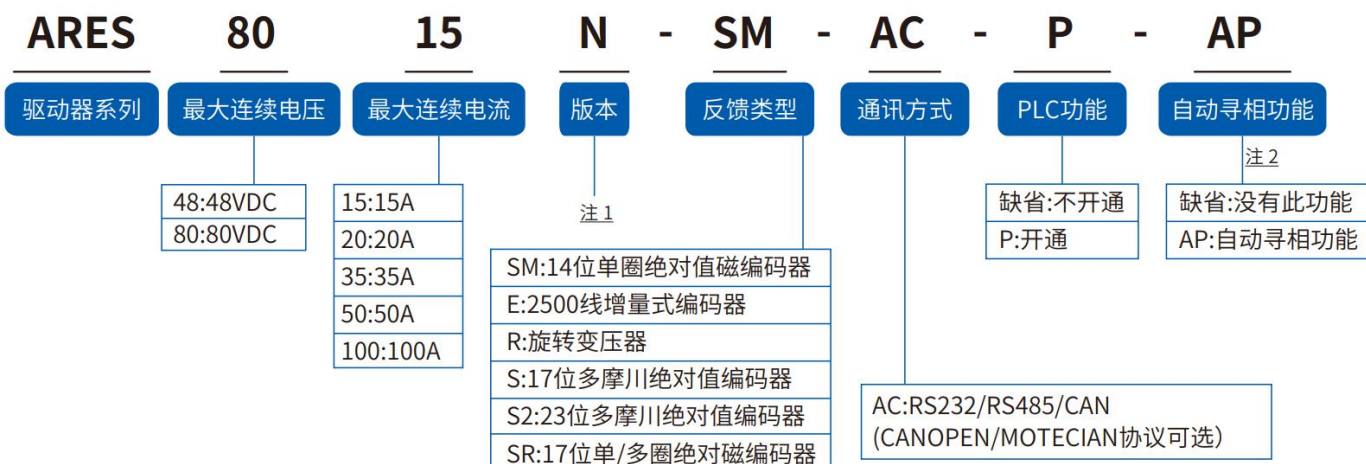 ARES 80 15 N - SM - AC - P - AP
驱动器系列 最大连续电压 最大连续电流 版本 反馈类型 通讯方式 PLC功能 自动寻相功能
注 2
48:48VDC
80:80VDC
15:15A
20:20A
35:35A
50:50A
100:100A
注 1
SM:14位单圈绝对值磁编码器
E:2500线增量式编码器
R:旋转变压器
S:17位多摩川绝对值编码器
S2:23位多摩川绝对值编码器
SR:17位单/多圈绝对磁编码器
AC:RS232/RS485/CAN
(CANOPEN/MOTECIAN协议可选）
缺省:不开通
P:开通
缺省:没有此功能
AP:自动寻相功能